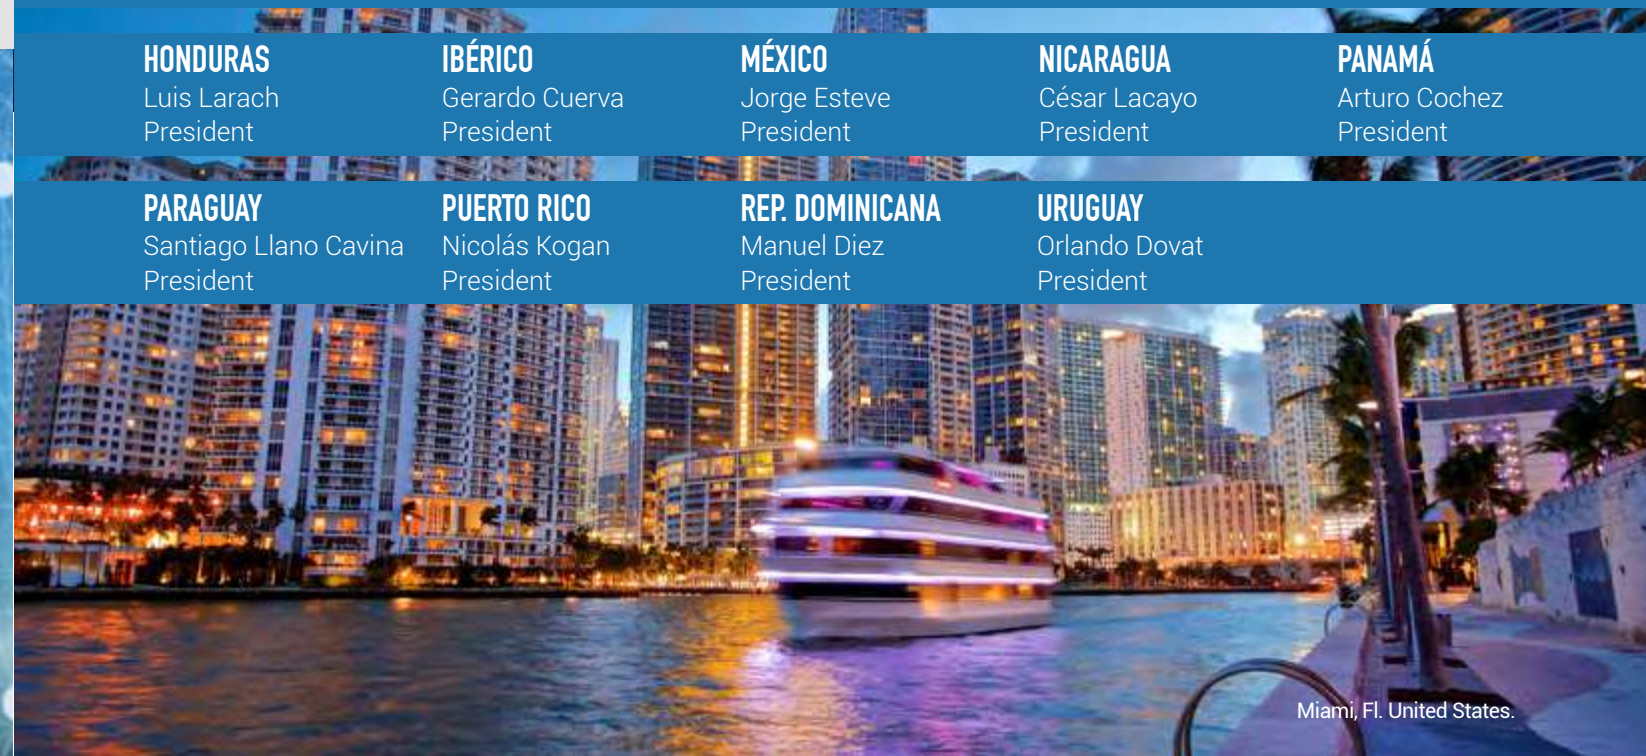 HONDURAS
Luis Larach
President
IBÉRICO
Gerardo Cuerva
President
MÉXICO
Jorge Esteve
President
NICARAGUA
César Lacayo
President
PANAMÁ
Arturo Cochez
President
PARAGUAY
Santiago Llano Cavina
President
PUERTO RICO
Nicolás Kogan
President
REP. DOMINICANA
Manuel Diez
President
URUGUAY
Orlando Dovat
President
Miami, Fl. United States.